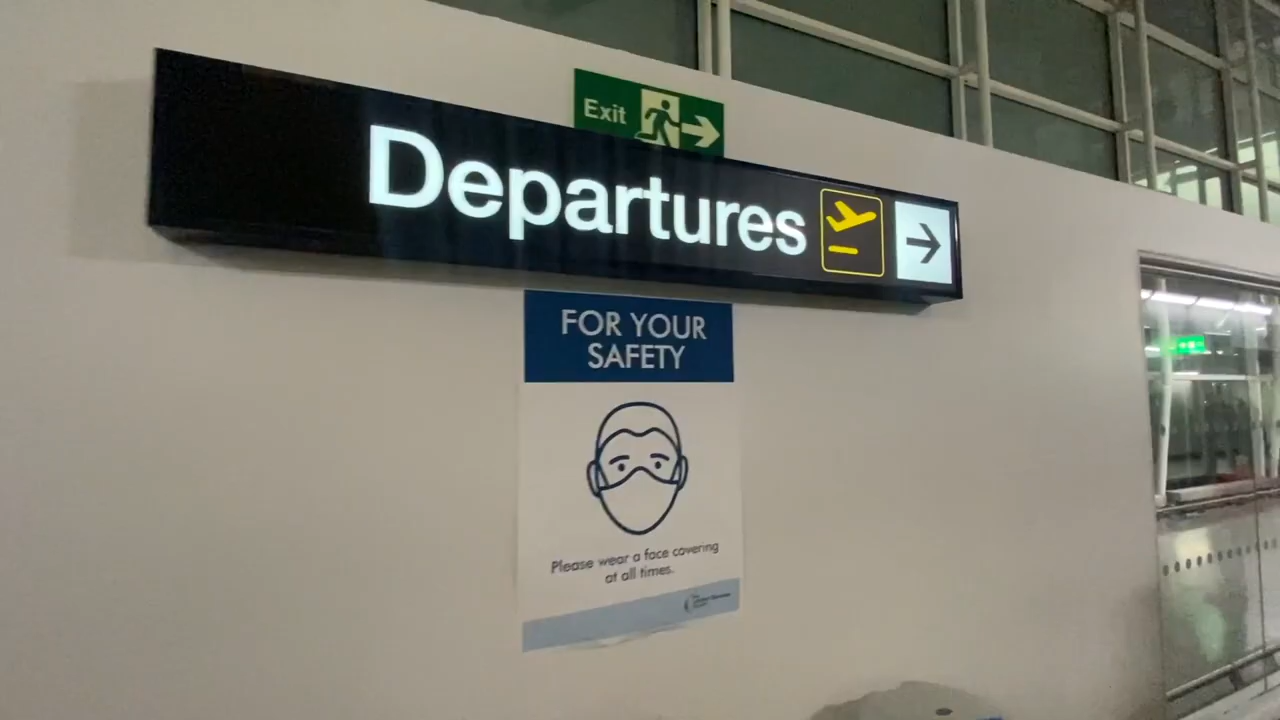 Exit
Departures
FOR YOUR
SAFETY
Please wear a face covering
at all times.